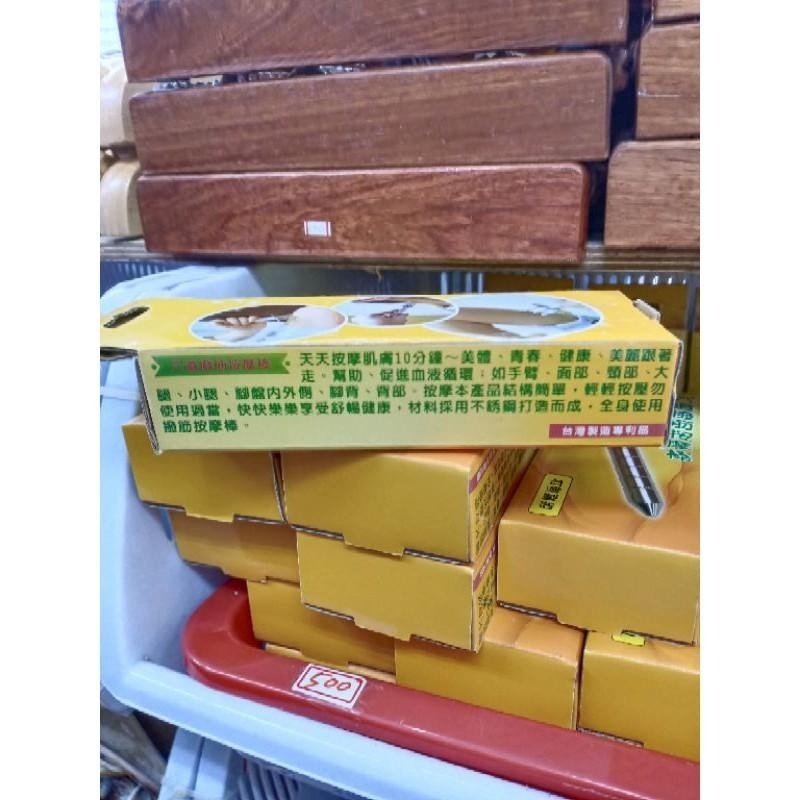 天天按摩肌膚10分鐘～美體、青春、健康、美麗跟著
走。幫助、促進血液循環；如手臂、面部、頸部、大
腿、小腿、腳盤內外側、腳背、背部。按摩本產品結構簡單，輕輕按壓勿
使用過當，快快樂樂享受舒暢健康，材料採用不銹鋼打造而成，全身使用
撥筋按摩棒。
台灣製造專利品
500